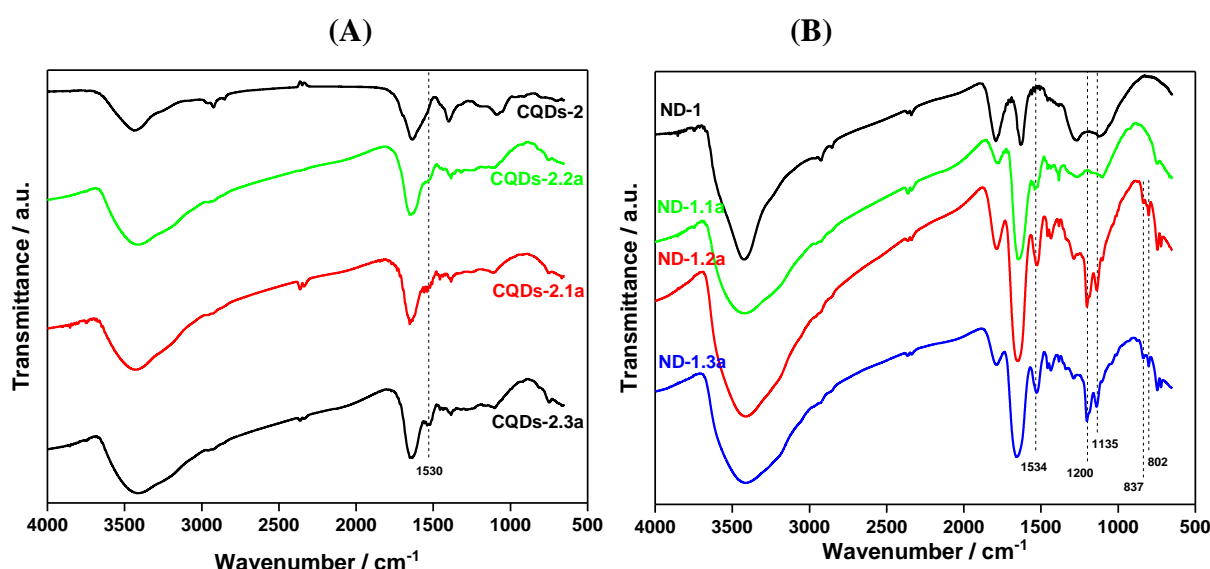 (A)
Transmittance / a.u.
CQDs-2
CQDs-2.2a
CQDs-2.1a
CQDs-2.3a
1530
4000 3500 3000 2500 2000 1500 1000 500
Wavenumber / cm⁻¹
(B)
Transmittance / a.u.
ND-1
ND-1.1a
ND-1.2a
ND-1.3a
1534
1200
1135
837
802
4000 3500 3000 2500 2000 1500 1000 500
Wavenumber / cm⁻¹